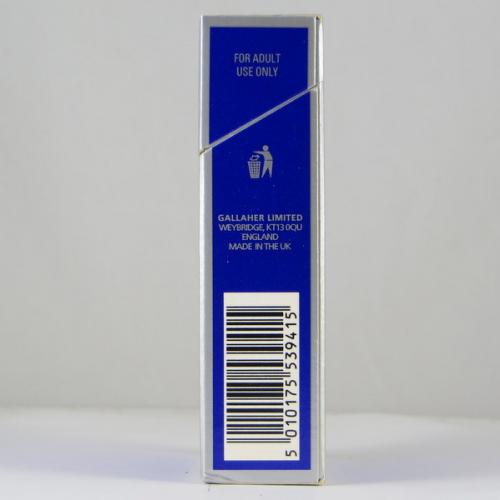 FOR ADULT
USE ONLY
GALLAHER LIMITED
WEYBRIDGE, KT13 0QU
ENGLAND
MADE IN THE UK
5 010175 539415